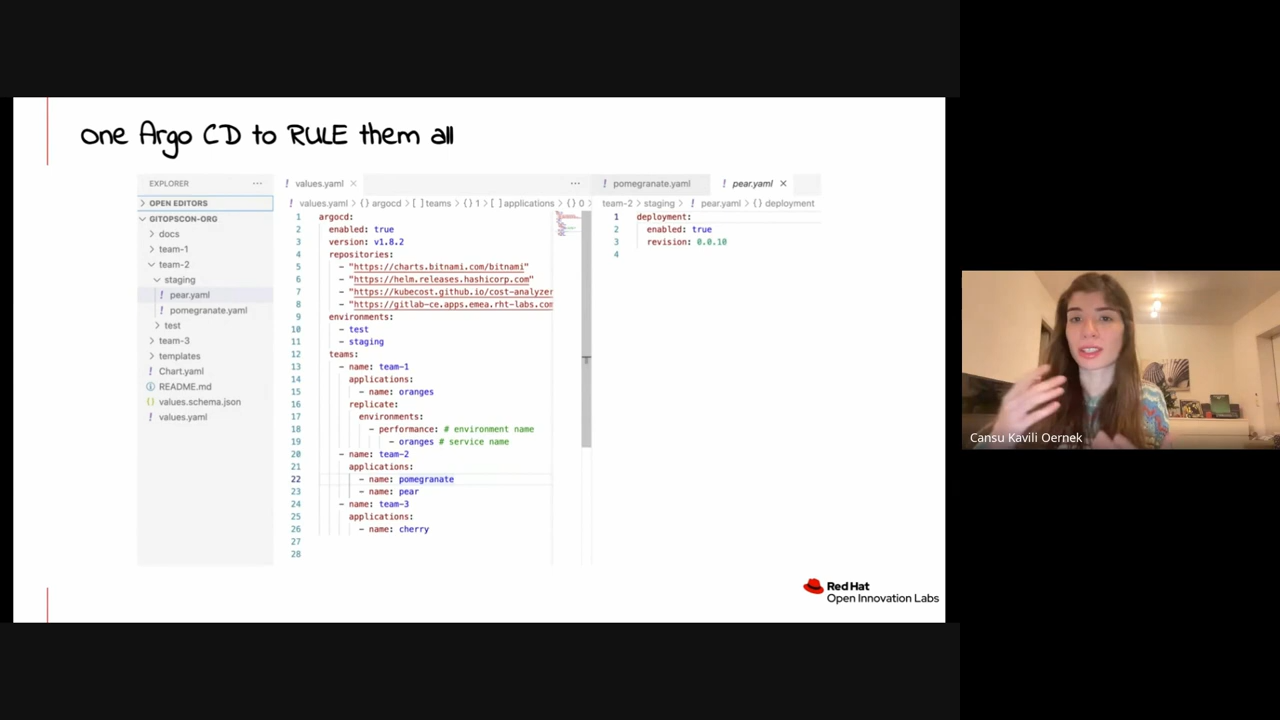 one Argo CD to RULE them all
EXPLORER ...
> OPEN EDITORS
GITOPSCON-ORG
> docs
> team-1
team-2
staging
! pear.yaml
! pomegranate.yaml
> test
> team-3
> templates
Chart.yaml
README.md
{} values.schema.json
! values.yaml
! values.yaml ×
...
! values.yaml > {} argocd > [ ] teams > {} 1 > [ ] applications > {} 0
1 argocd:
2 enabled: true
3 version: v1.8.2
4 repositories:
5 - "https://charts.bitnami.com/bitnami"
6 - "https://helm.releases.hashicorp.com"
7 - "https://kubecost.github.io/cost-analyzer
8 - "https://gitlab-ce.apps.emea.rht-labs.com
9 environments:
10 - test
11 - staging
12 teams:
13 - name: team-1
14 applications:
15 - name: oranges
16 replicate:
17 environments:
18 - performance: # environment name
19 - oranges # service name
20 - name: team-2
21 applications:
22 - name: pomegranate
23 - name: pear
24 - name: team-3
25 applications:
26 - name: cherry
27
28
! pomegranate.yaml
! pear.yaml ×
team-2 > staging > ! pear.yaml > {} deployment
1 deployment:
2 enabled: true
3 revision: 0.0.10
4
Red Hat
Open Innovation Labs
Cansu Kavili Oernek